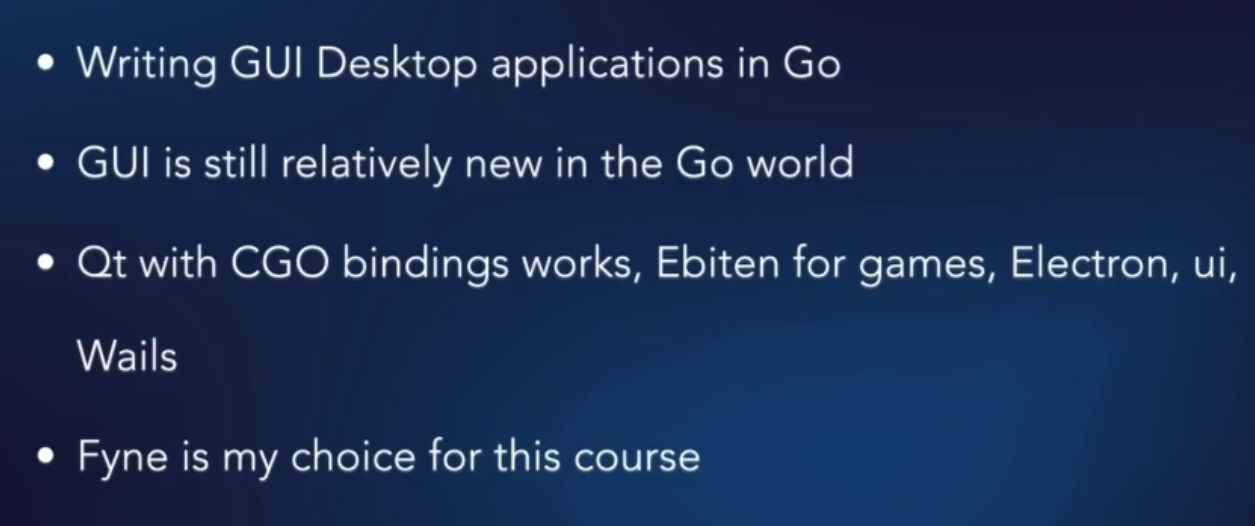 • Writing GUI Desktop applications in Go
• GUI is still relatively new in the Go world
• Qt with CGO bindings works, Ebiten for games, Electron, ui,
Wails
• Fyne is my choice for this course